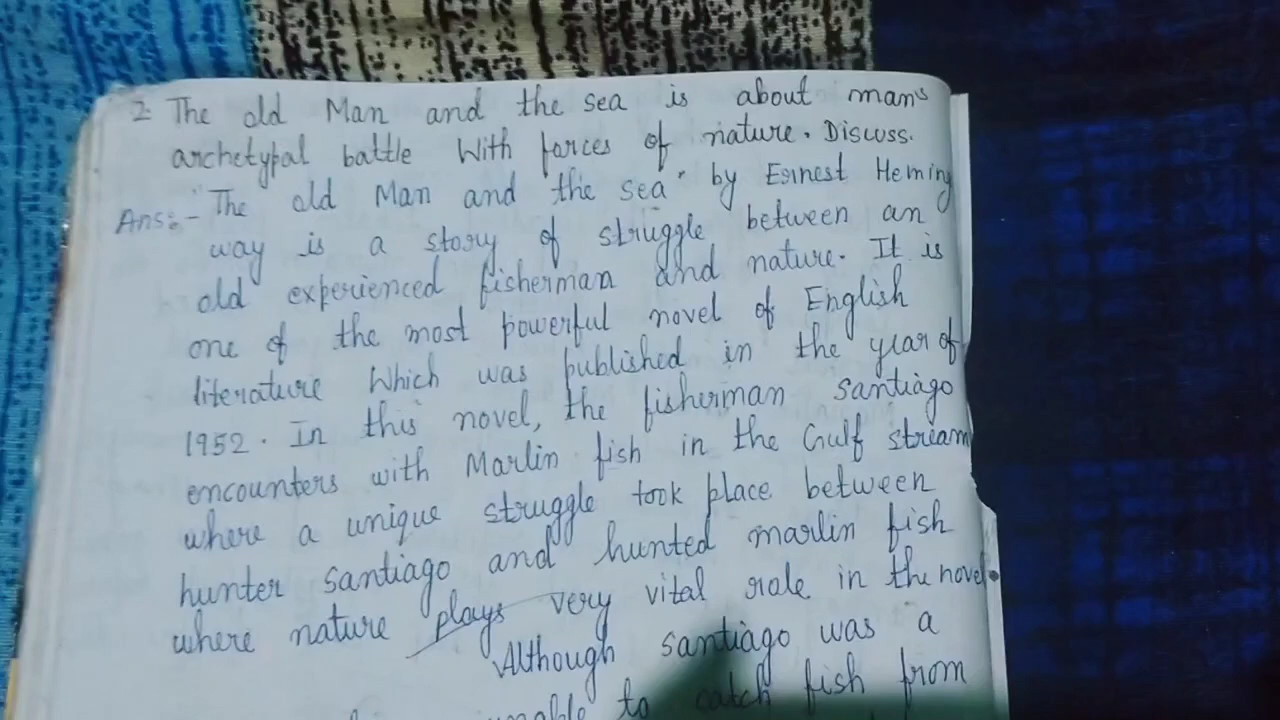 2. The old Man and the sea is about man's
archetypal battle With forces of nature. Discuss.
Ans:- "The old Man and the sea" by Ernest Heming
way is a story of struggle between an
old experienced fisherman and nature. It is
one of the most powerful novel of English
literature Which was published in the year of
1952. In this novel, the fisherman santiago
encounters with Marlin fish in the Gulf stream
where a unique struggle took place between
hunter santiago and hunted marlin fish
where nature plays very vital role in the novel.
Although santiago was a
to catch fish from